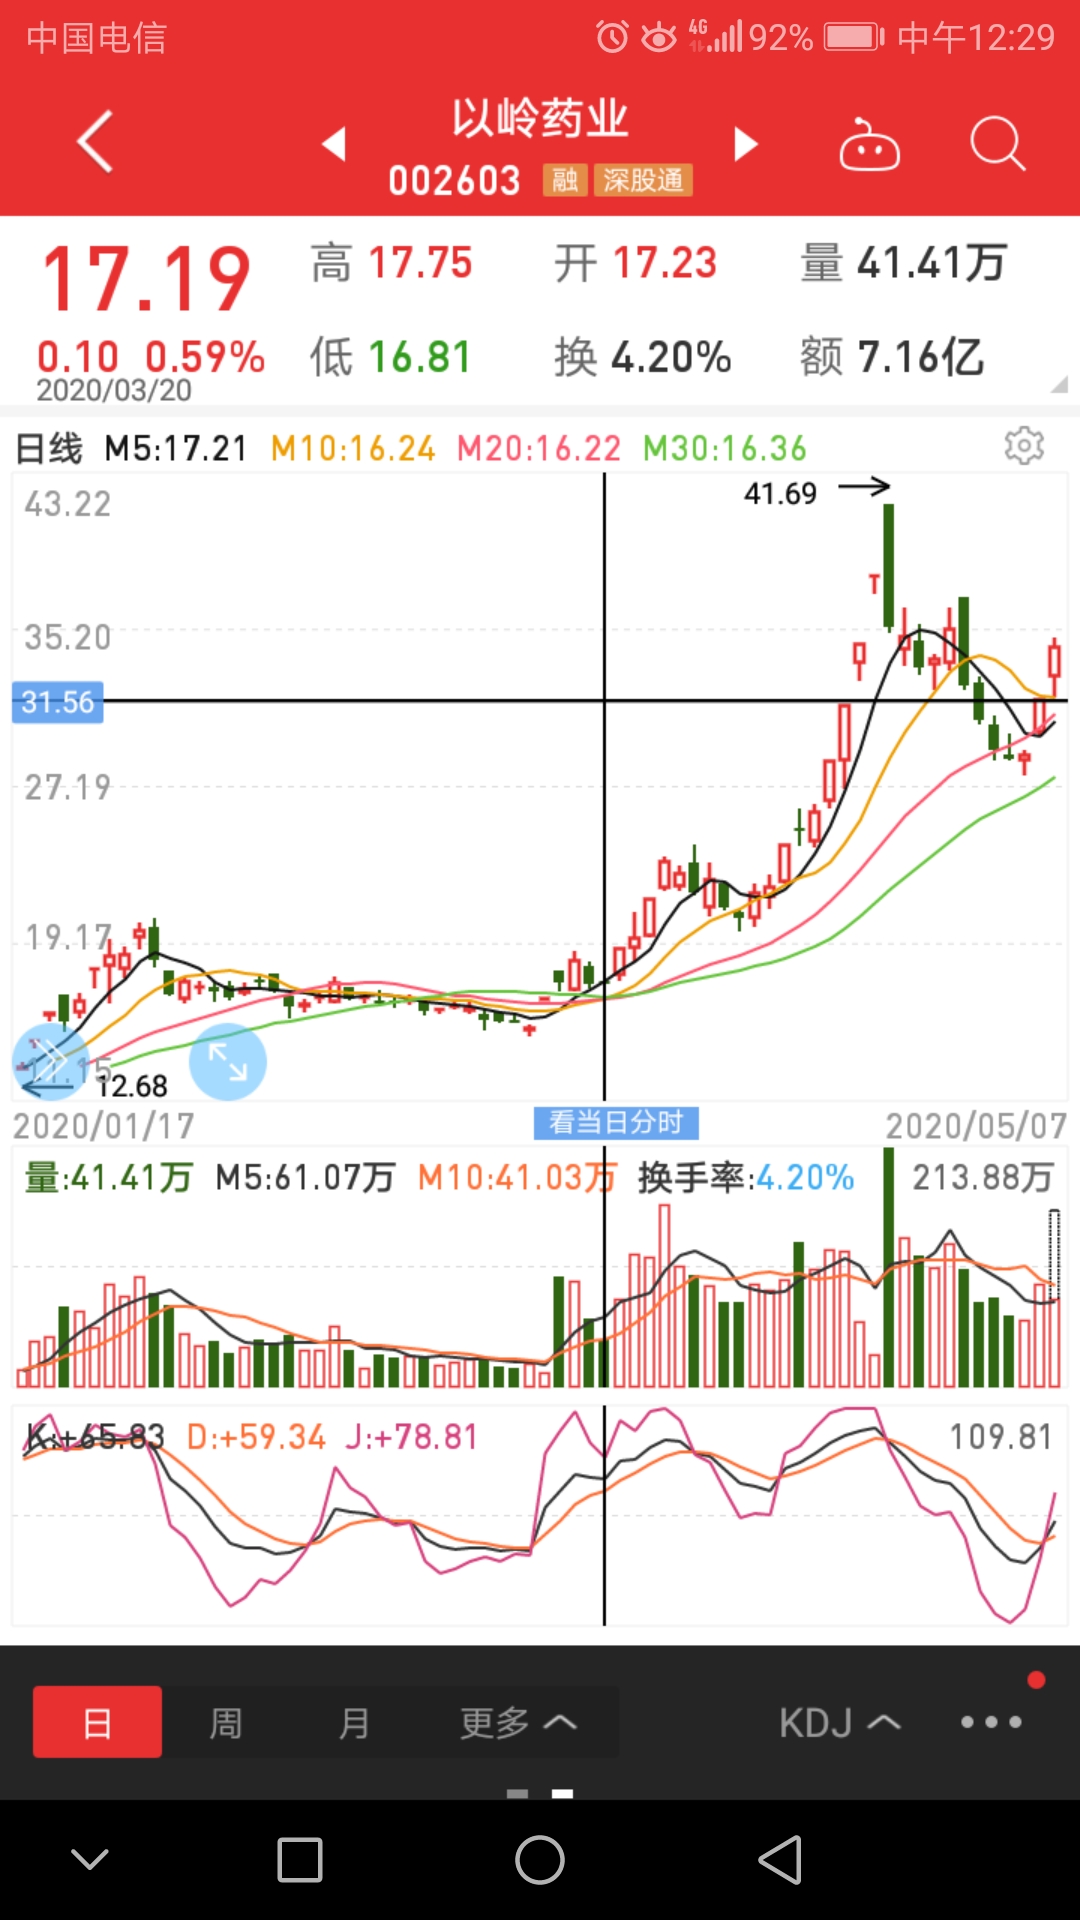 中国电信 4G 92% 中午12:29
以岭药业
002603 融 深股通
17.19 高 17.75 开 17.23 量 41.41万
0.10 0.59% 低 16.81 换 4.20% 额 7.16亿
2020/03/20
日线 M5:17.21 M10:16.24 M20:16.22 M30:16.36
43.22
41.69
35.20
31.56
27.19
19.17
11.15
12.68
2020/01/17 看当日分时 2020/05/07
量:41.41万 M5:61.07万 M10:41.03万 换手率:4.20% 213.88万
K:+65.83 D:+59.34 J:+78.81 109.81
日 周 月 更多 KDJ